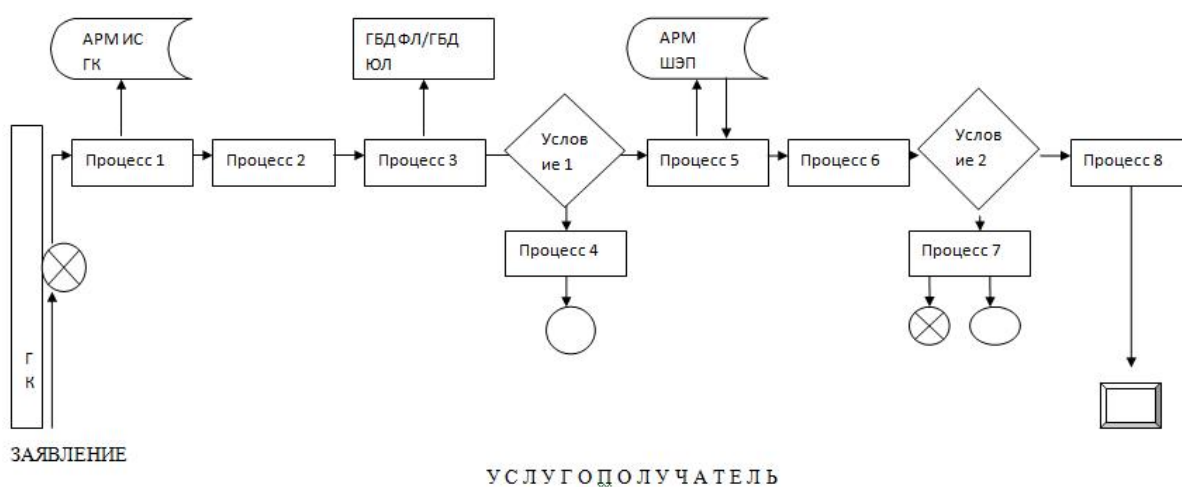 АРМ ИС
ГК
ГБД ФЛ/ГБД
ЮЛ
АРМ
ШЭП
Процесс 1
Процесс 2
Процесс 3
Услов
ие 1
Процесс 5
Процесс 6
Услов
ие 2
Процесс 8
Процесс 4
Процесс 7
Г
К
ЗАЯВЛЕНИЕ
УСЛУГОПОЛУЧАТЕЛЬ